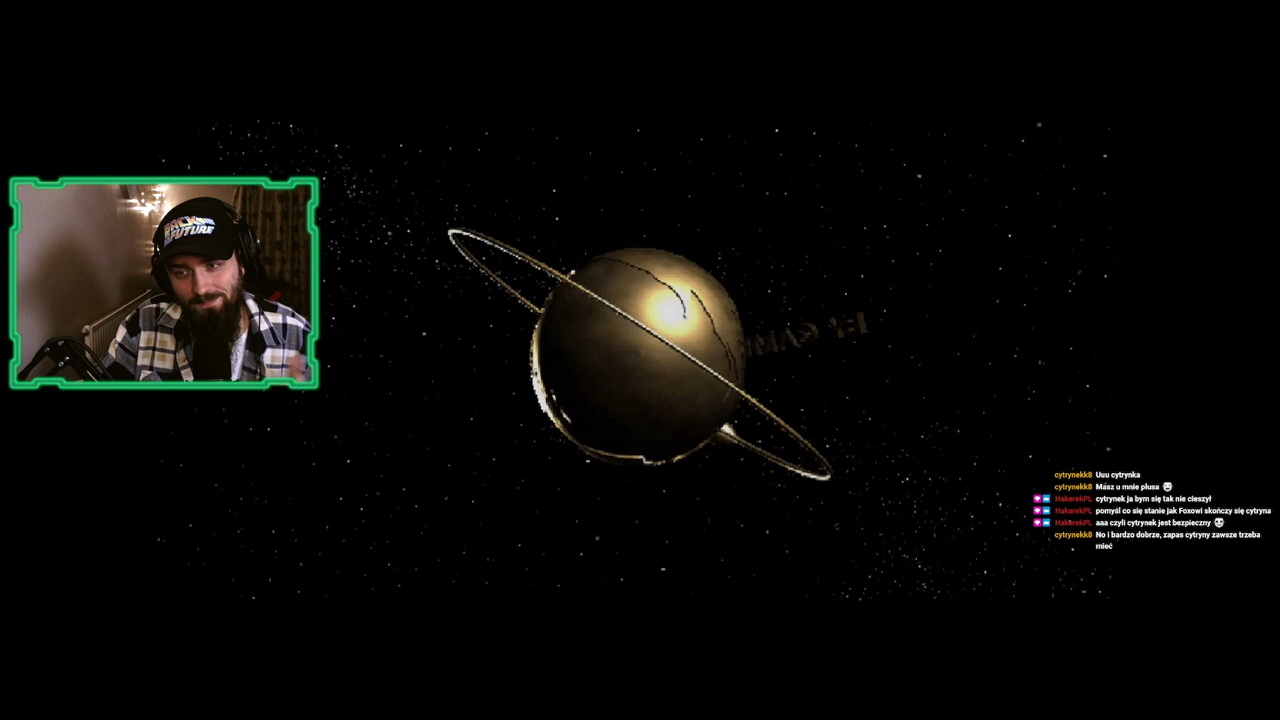 BACK
TO THE
FUTURE
cytrynekk8 Uuu cytrynka
cytrynekk8 Masz u mnie plusa
HakerekPL cytrynek ja bym się tak nie cieszył
HakerekPL pomyśl co się stanie jak Foxowi skończy się cytryna
HakerekPL aaa czyli cytrynek jest bezpieczny
cytrynekk8 No i bardzo dobrze, zapas cytryny zawsze trzeba
mieć